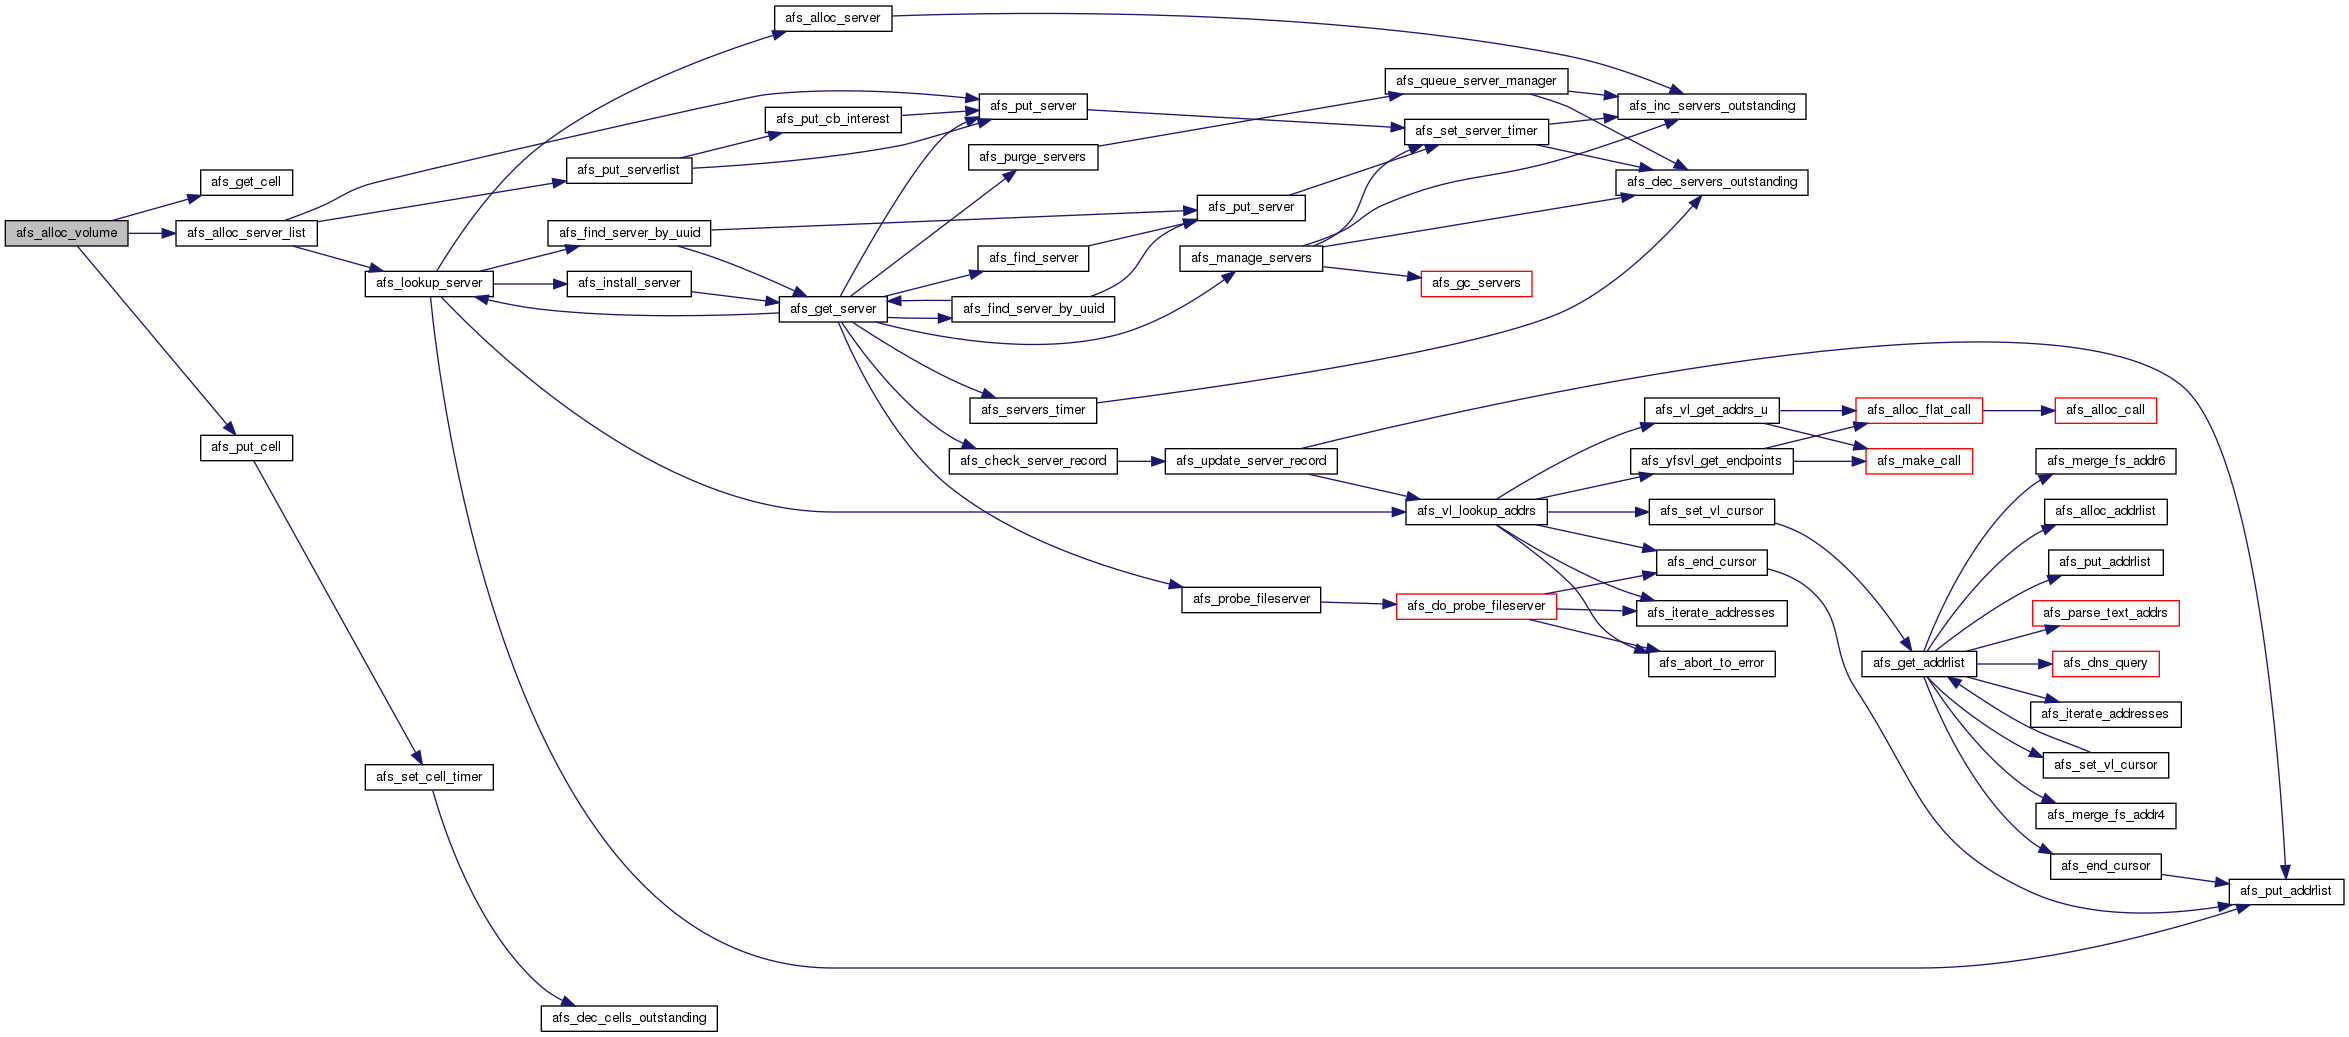 afs_alloc_volume
afs_get_cell
afs_alloc_server_list
afs_put_cell
afs_lookup_server
afs_set_cell_timer
afs_put_serverlist
afs_find_server_by_uuid
afs_install_server
afs_dec_cells_outstanding
afs_alloc_server
afs_put_cb_interest
afs_get_server
afs_put_server
afs_purge_servers
afs_find_server
afs_find_server_by_uuid
afs_servers_timer
afs_check_server_record
afs_put_server
afs_manage_servers
afs_update_server_record
afs_probe_fileserver
afs_queue_server_manager
afs_set_server_timer
afs_gc_servers
afs_vl_lookup_addrs
afs_do_probe_fileserver
afs_inc_servers_outstanding
afs_dec_servers_outstanding
afs_vl_get_addrs_u
afs_yfsvl_get_endpoints
afs_set_vl_cursor
afs_end_cursor
afs_iterate_addresses
afs_abort_to_error
afs_alloc_flat_call
afs_make_call
afs_get_addrlist
afs_alloc_call
afs_merge_fs_addr6
afs_alloc_addrlist
afs_put_addrlist
afs_parse_text_addrs
afs_dns_query
afs_iterate_addresses
afs_set_vl_cursor
afs_merge_fs_addr4
afs_end_cursor
afs_put_addrlist